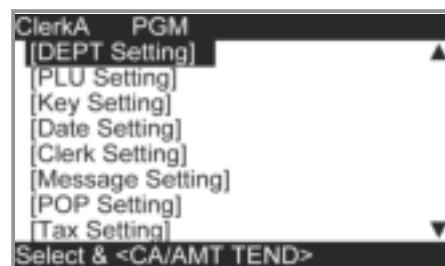 ClerkA PGM
[DEPT Setting]
[PLU Setting]
[Key Setting]
[Date Setting]
[Clerk Setting]
[Message Setting]
[POP Setting]
[Tax Setting]
Select & <CA/AMT TEND>